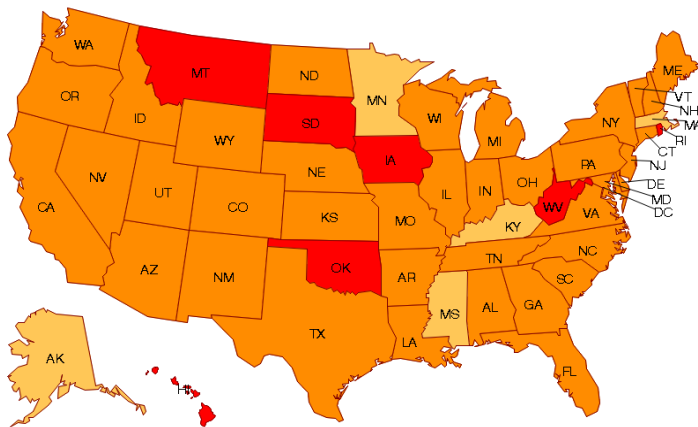 WA
MT
ND
MN
ME
VT
NH
MA
RI
CT
NJ
DE
MD
DC
OR
ID
SD
WI
NY
WY
MI
IA
PA
NE
NV
IL
IN
OH
UT
CO
WV
VA
CA
KS
MO
KY
NC
TN
AZ
NM
OK
AR
SC
MS
AL
GA
TX
LA
AK
FL
HI